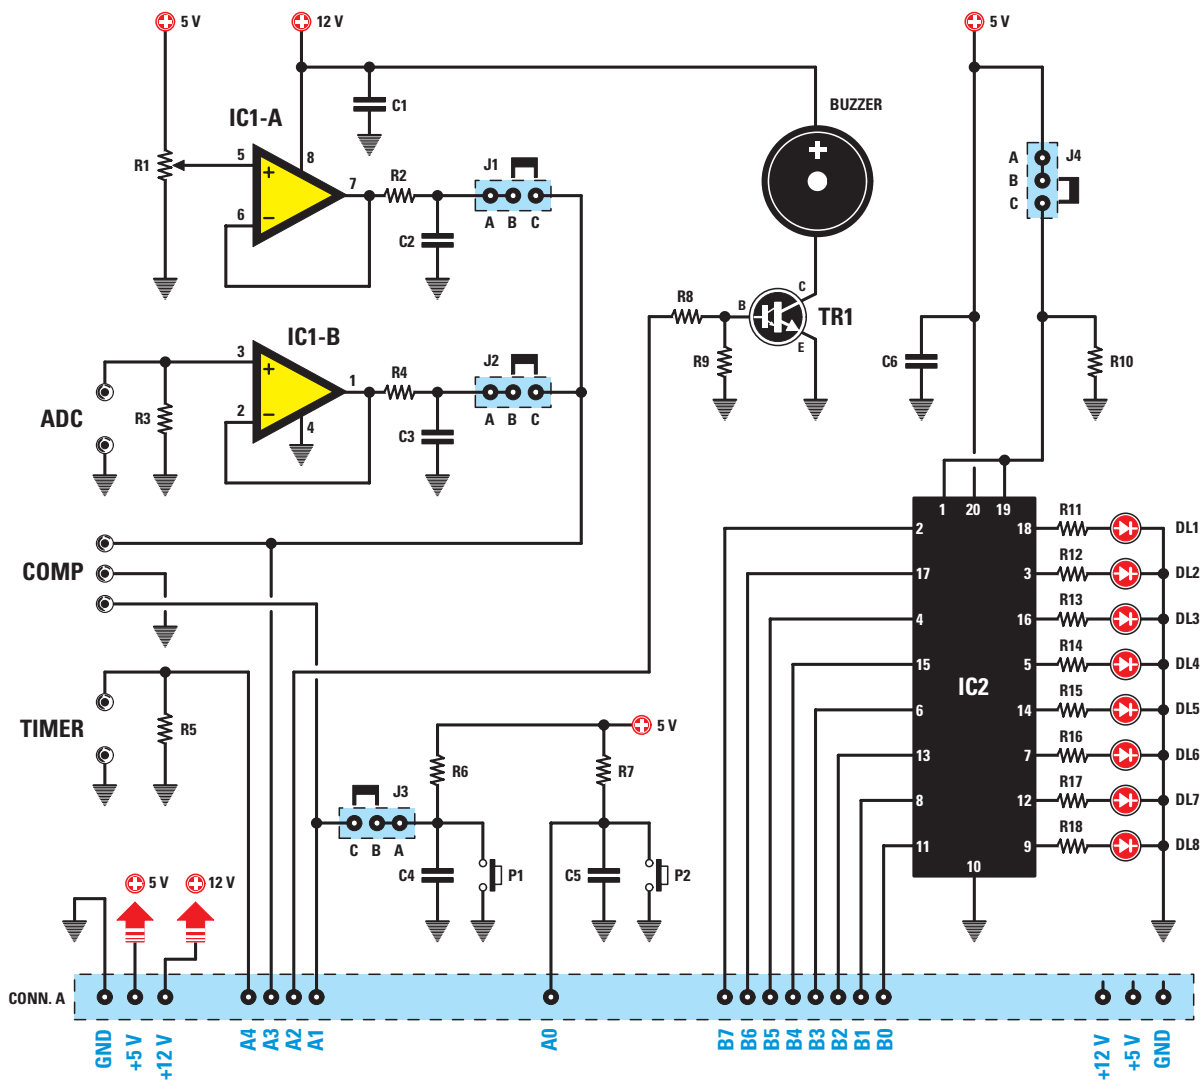 5 V
12 V
5 V
BUZZER
C1
IC1-A
R1
5
8
6
7
R2
J1
A B C
C2
A
B
C
J4
R8
B
C
E
TR1
R9
C6
R10
IC1-B
3
2
1
4
R4
J2
A B C
ADC
R3
C3
COMP
TIMER
R5
1 20 19
2
17
4
15
6
13
8
11
IC2
10
18
3
16
5
14
7
12
9
R11
R12
R13
R14
R15
R16
R17
R18
DL1
DL2
DL3
DL4
DL5
DL6
DL7
DL8
5 V
R6
R7
J3
C B A
C4
P1
C5
P2
5 V
12 V
CONN. A
GND
+5 V
+12 V
A4
A3
A2
A1
A0
B7
B6
B5
B4
B3
B2
B1
B0
+12 V
+5 V
GND